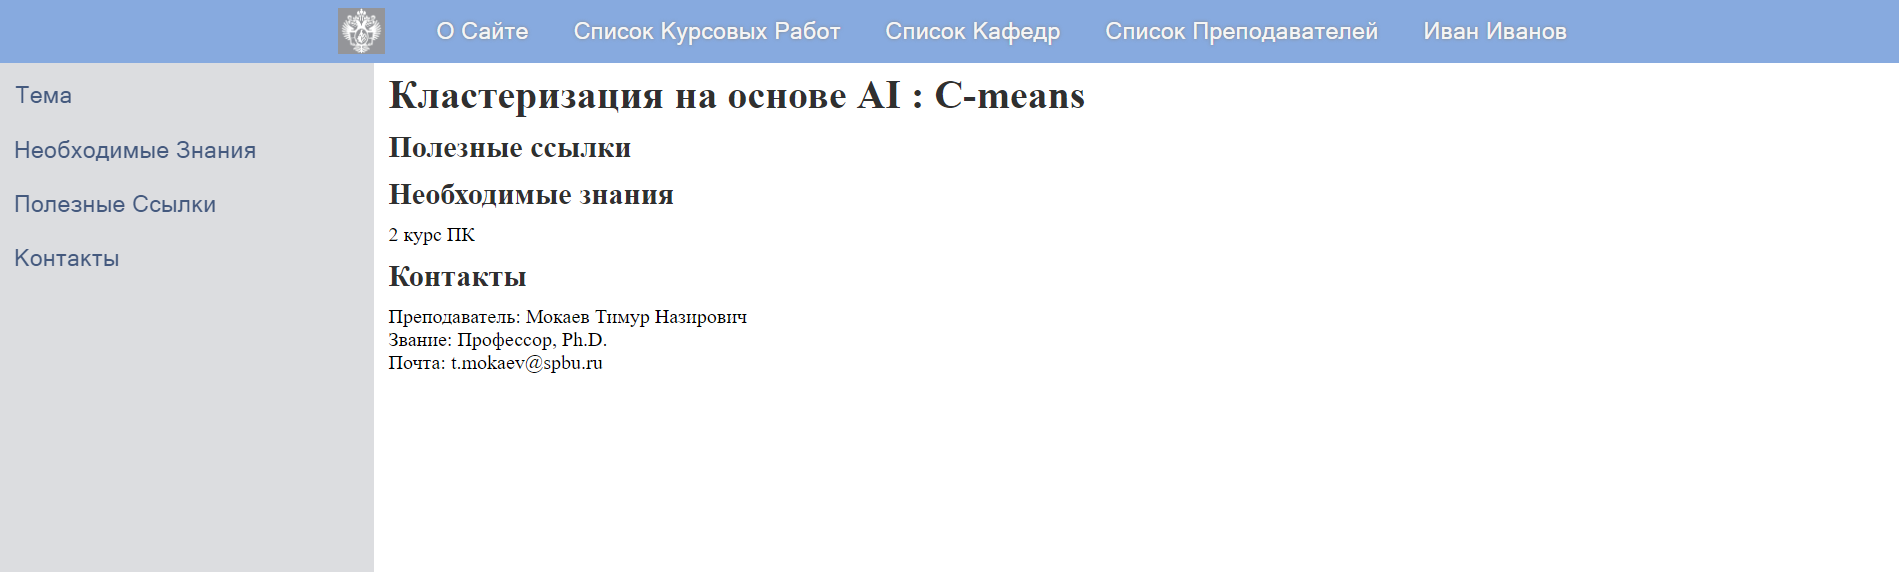 О Сайте Список Курсовых Работ Список Кафедр Список Преподавателей Иван Иванов
Тема
Необходимые Знания
Полезные Ссылки
Контакты
Кластеризация на основе AI : C-means
Полезные ссылки
Необходимые знания
2 курс ПК
Контакты
Преподаватель: Мокаев Тимур Назирович
Звание: Профессор, Ph.D.
Почта: t.mokaev@spbu.ru